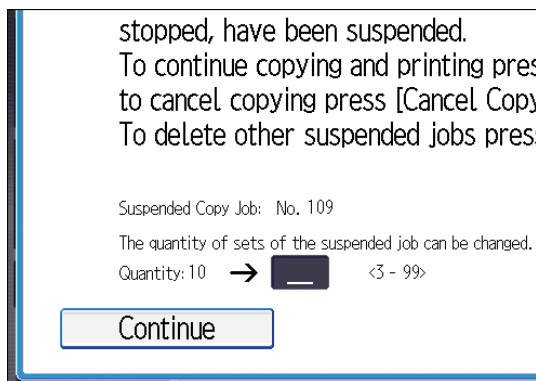 stopped, have been suspended.
To continue copying and printing pres
to cancel copying press [Cancel Copy
To delete other suspended jobs press
Suspended Copy Job: No. 109
The quantity of sets of the suspended job can be changed.
Quantity: 10 → __ <3 - 99>
Continue